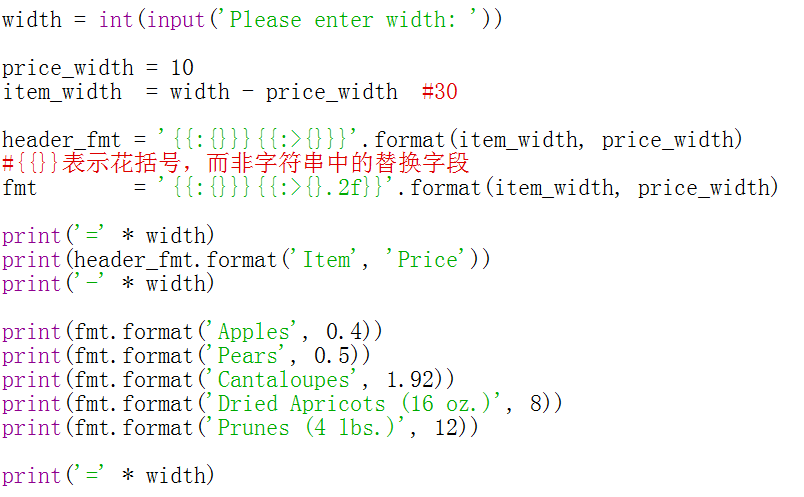 width = int(input('Please enter width: '))
price_width = 10
item_width  = width - price_width  #30
header_fmt = '{{:{}}}{{:>{}}}'.format(item_width, price_width)
#{{}}表示花括号，而非字符串中的替换字段
fmt        = '{{:{}}}{{:>{}.2f}}'.format(item_width, price_width)
print('=' * width)
print(header_fmt.format('Item', 'Price'))
print('-' * width)
print(fmt.format('Apples', 0.4))
print(fmt.format('Pears', 0.5))
print(fmt.format('Cantaloupes', 1.92))
print(fmt.format('Dried Apricots (16 oz.)', 8))
print(fmt.format('Prunes (4 lbs.)', 12))
print('=' * width)